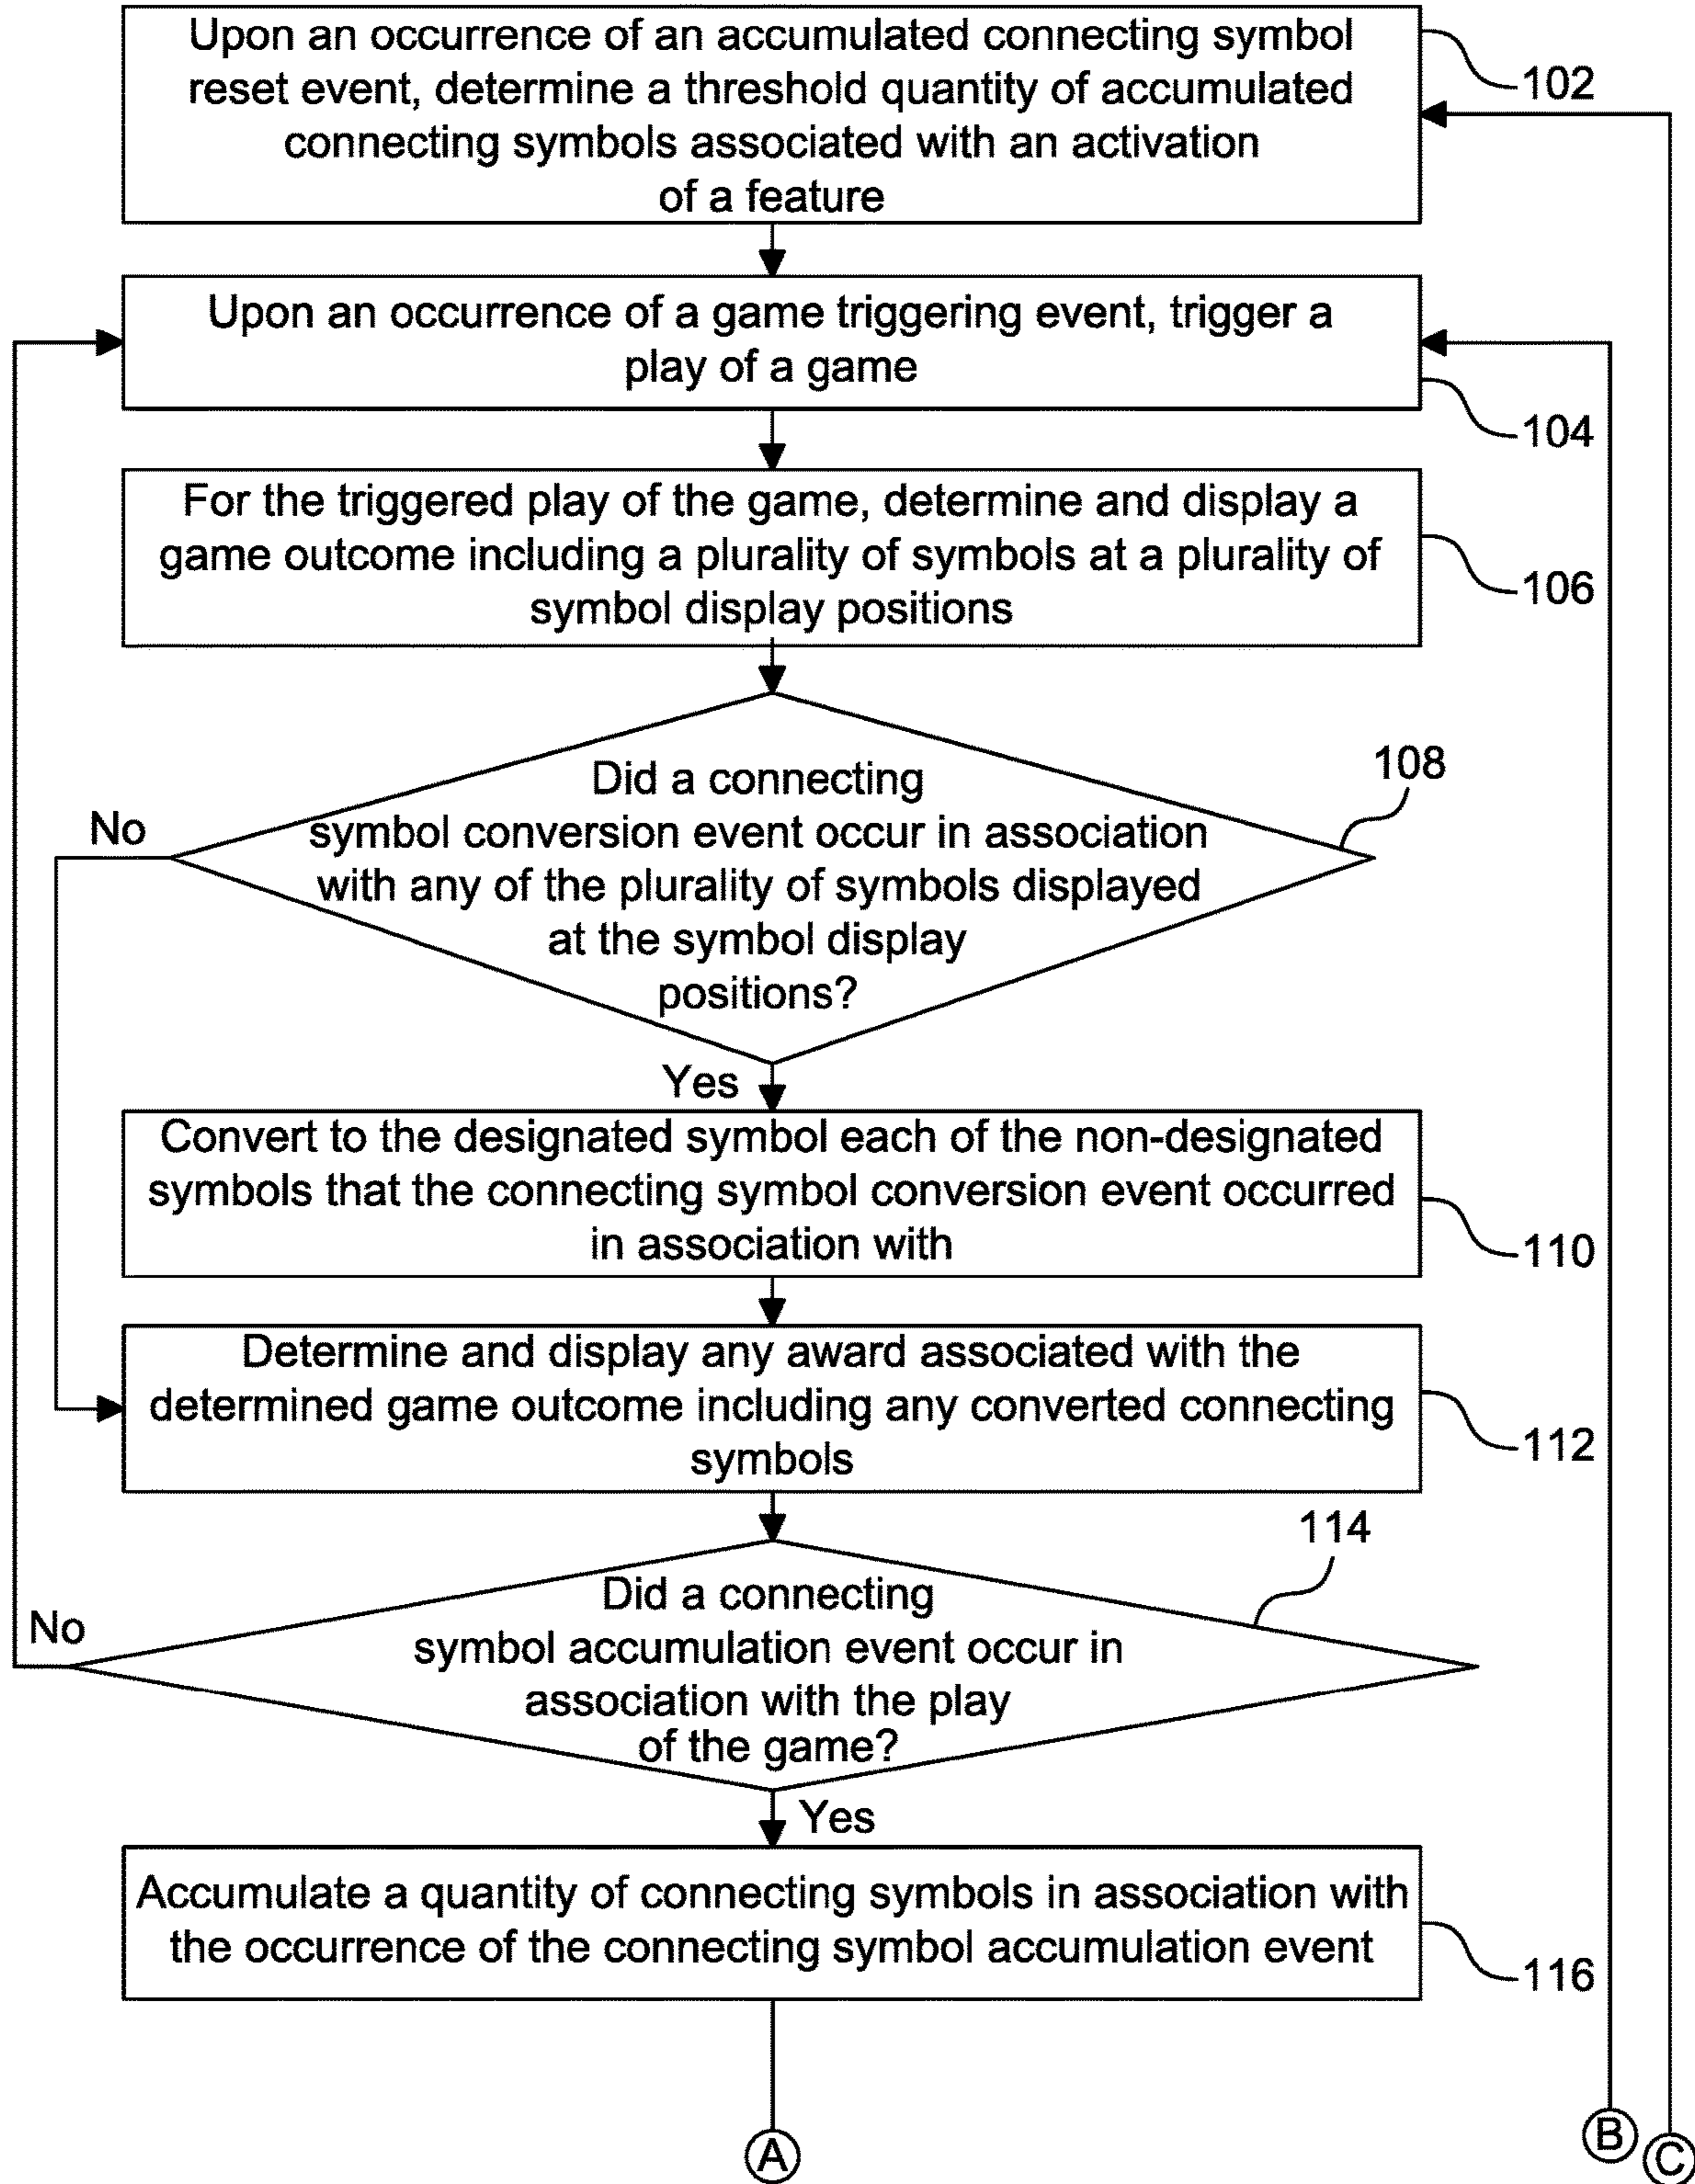 Upon an occurrence of an accumulated connecting symbol
reset event, determine a threshold quantity of accumulated
connecting symbols associated with an activation
of a feature
102
Upon an occurrence of a game triggering event, trigger a
play of a game
104
For the triggered play of the game, determine and display a
game outcome including a plurality of symbols at a plurality of
symbol display positions
106
Did a connecting
symbol conversion event occur in association
with any of the plurality of symbols displayed
at the symbol display
positions?
108
No
Yes
Convert to the designated symbol each of the non-designated
symbols that the connecting symbol conversion event occurred
in association with
110
Determine and display any award associated with the
determined game outcome including any converted connecting
symbols
112
Did a connecting
symbol accumulation event occur in
association with the play
of the game?
114
No
Yes
Accumulate a quantity of connecting symbols in association with
the occurrence of the connecting symbol accumulation event
116
A
B
C